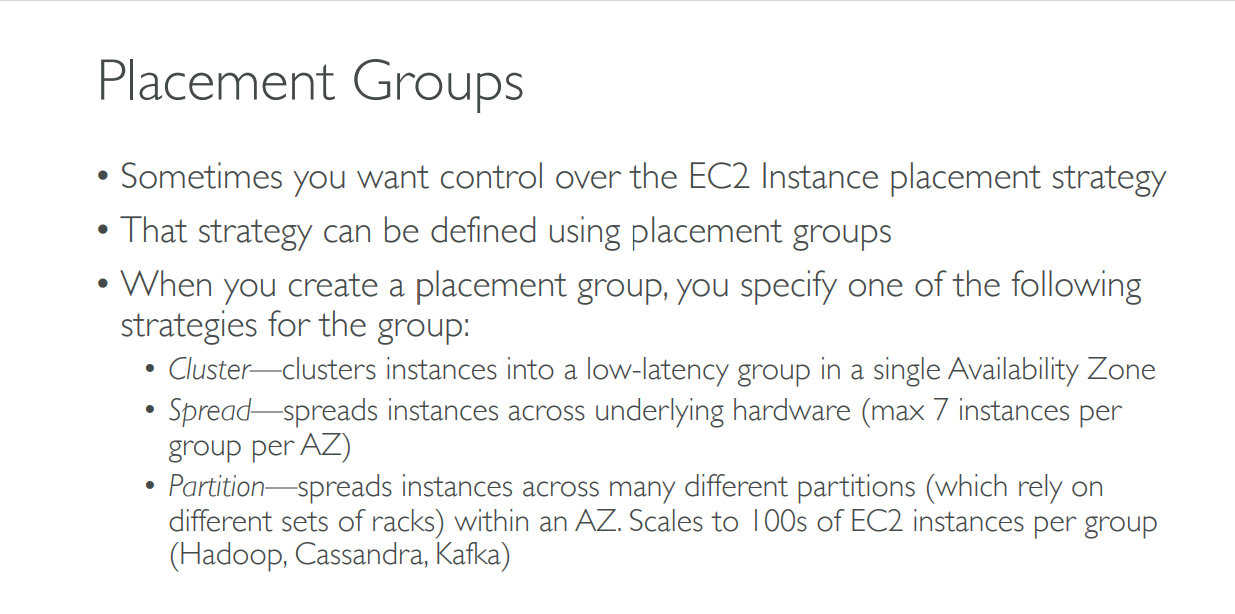 Placement Groups
• Sometimes you want control over the EC2 Instance placement strategy
• That strategy can be defined using placement groups
• When you create a placement group, you specify one of the following
strategies for the group:
• Cluster—clusters instances into a low-latency group in a single Availability Zone
• Spread—spreads instances across underlying hardware (max 7 instances per
group per AZ)
• Partition—spreads instances across many different partitions (which rely on
different sets of racks) within an AZ. Scales to 100s of EC2 instances per group
(Hadoop, Cassandra, Kafka)